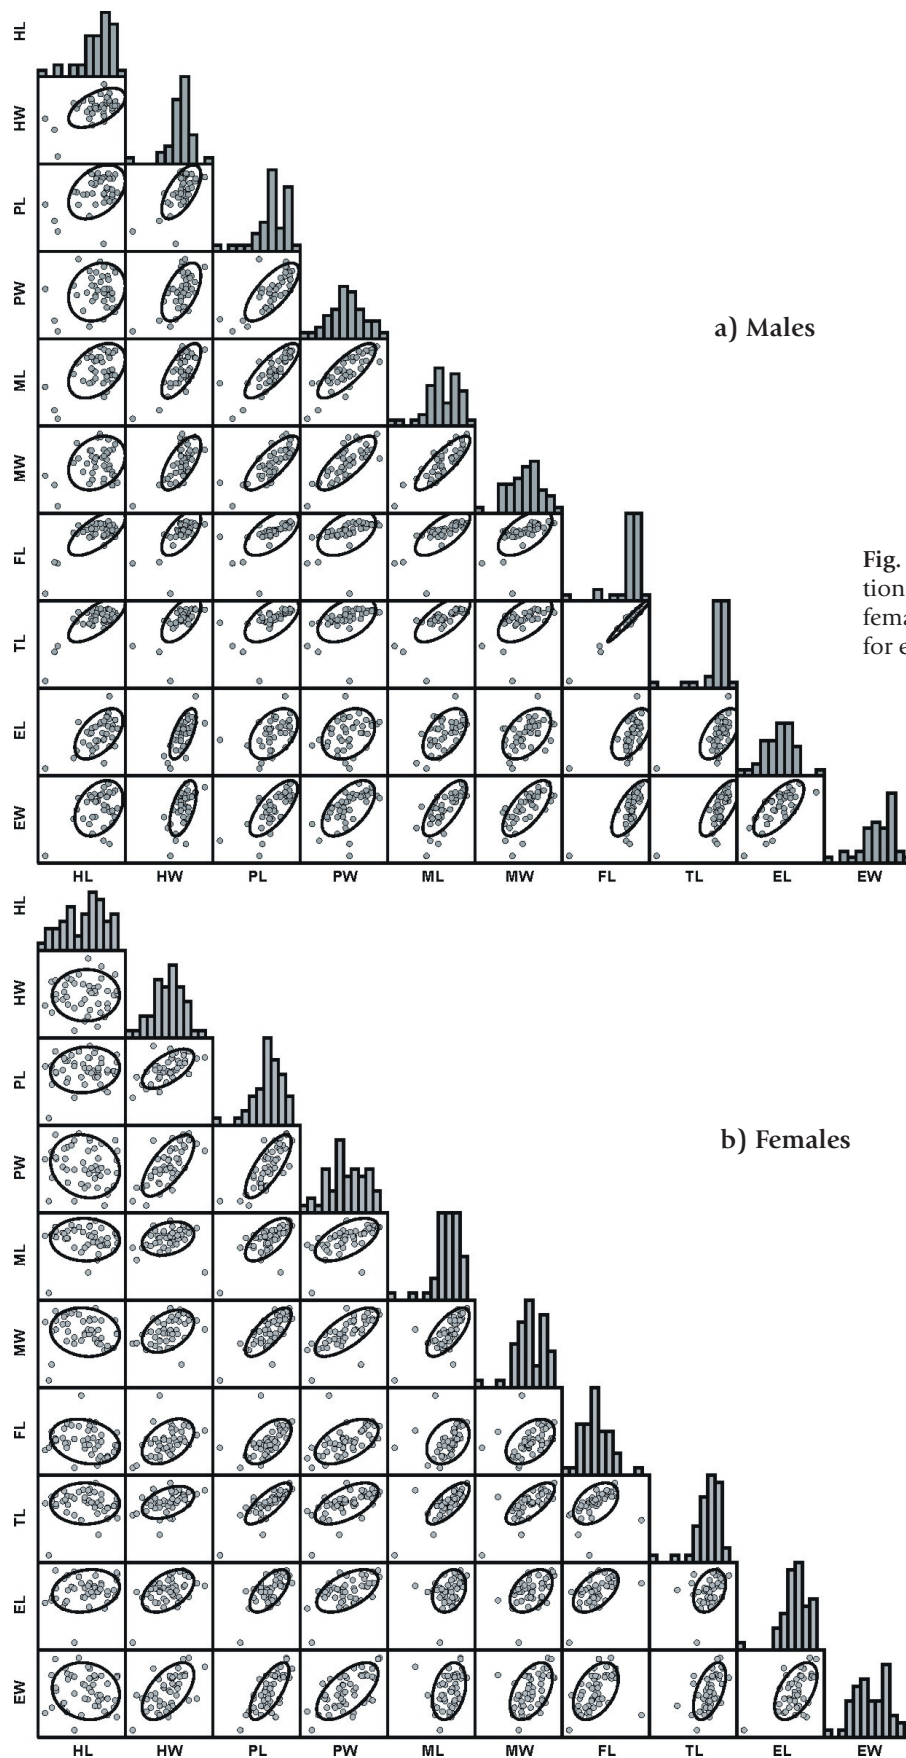 HL
HW
PL
PW
a) Males
ML
MW
FL
Fig.
tion
fema
for e
TL
EL
EW
HL HW PL PW ML MW FL TL EL EW
HL
HW
PL
b) Females
PW
ML
MW
FL
TL
EL
EW
HL HW PL PW ML MW FL TL EL EW